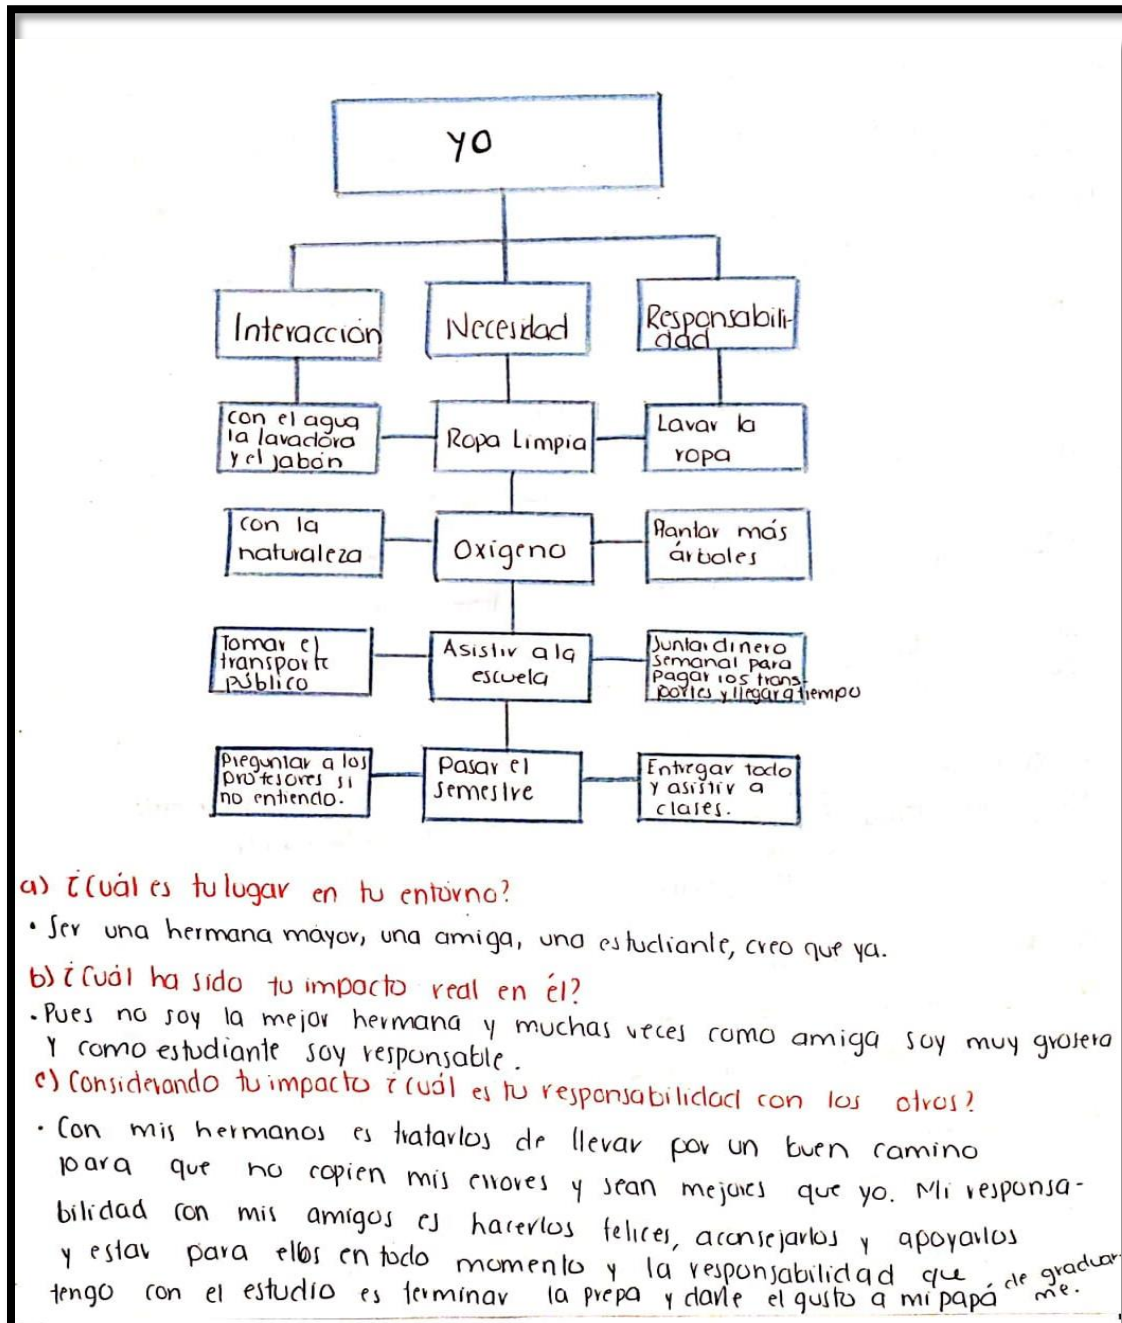 yo
Interacción
Necesidad
Responsabili-
dad
con el agua
la lavadora
y el jabón
Ropa Limpia
Lavar la
ropa
con la
naturaleza
Oxígeno
Plantar más
árboles
Tomar el
transporte
público
Asistir a la
escuela
Juntar dinero
semanal para
pagar los trans-
portes y llegar a tiempo
Preguntar a los
profesores si
no entiendo.
Pasar el
semestre
Entregar todo
y asistir a
clases.
a) ¿Cuál es tu lugar en tu entorno?
• Ser una hermana mayor, una amiga, una estudiante, creo que ya.
b) ¿Cuál ha sido tu impacto real en él?
• Pues no soy la mejor hermana y muchas veces como amiga soy muy grosera
Y como estudiante soy responsable.
c) Considerando tu impacto ¿cuál es tu responsabilidad con los otros?
• Con mis hermanos es tratarlos de llevar por un buen camino
para que no copien mis errores y sean mejores que yo. Mi responsa-
bilidad con mis amigos es hacerlos felices, aconsejarlos y apoyarlos
y estar para ellos en todo momento y la responsabilidad que
tengo con el estudio es terminar la prepa y darle el gusto a mi papá de graduar
me.